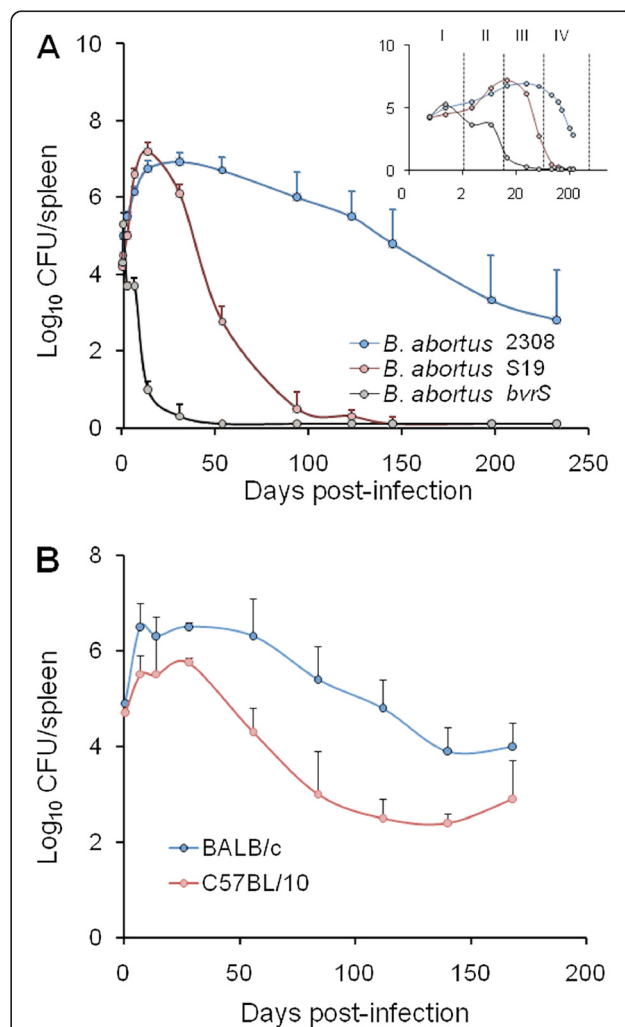 A
I II III IV
10
5
0
0 2 20 200
10
8
6
4
2
0
Log10 CFU/spleen
B. abortus 2308
B. abortus S19
B. abortus bvrS
0 50 100 150 200 250
Days post-infection
B
8
6
4
2
0
Log10 CFU/spleen
BALB/c
C57BL/10
0 50 100 150 200
Days post-infection